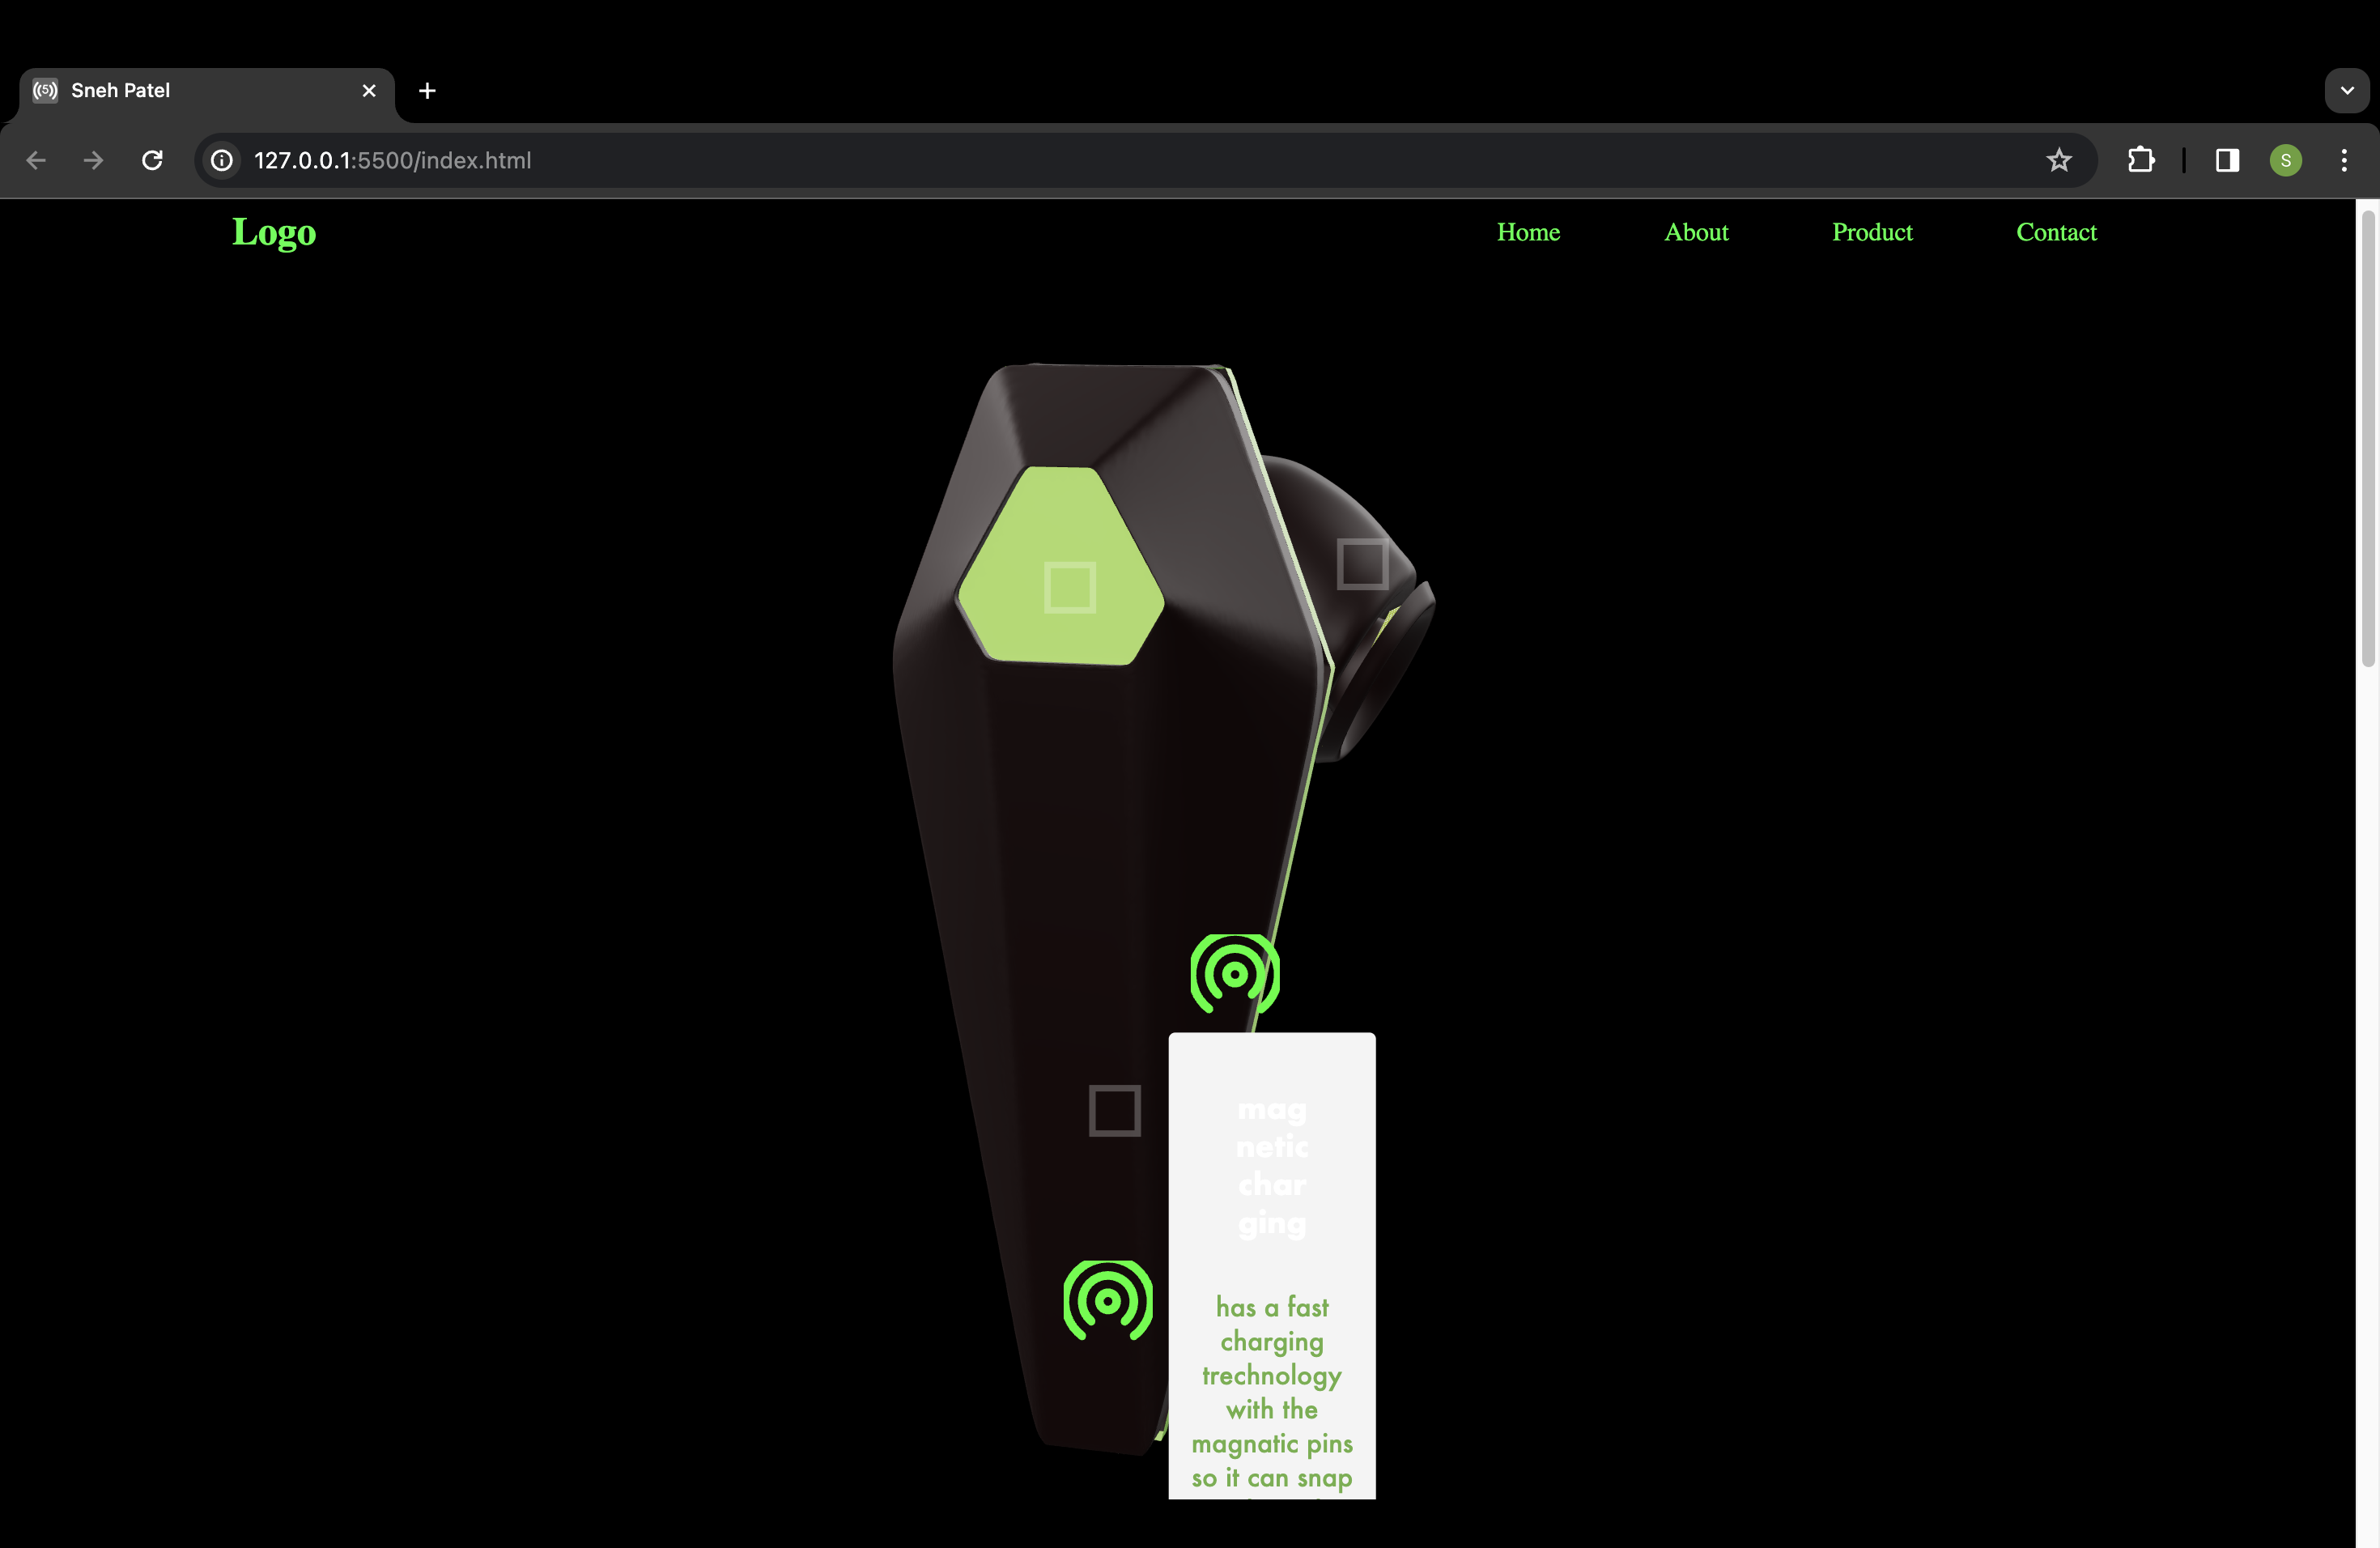 Sneh Patel
127.0.0.1:5500/index.html
S
Logo
Home About Product Contact
mag
netic
char
ging
has a fast
charging
trechnology
with the
magnatic pins
so it can snap